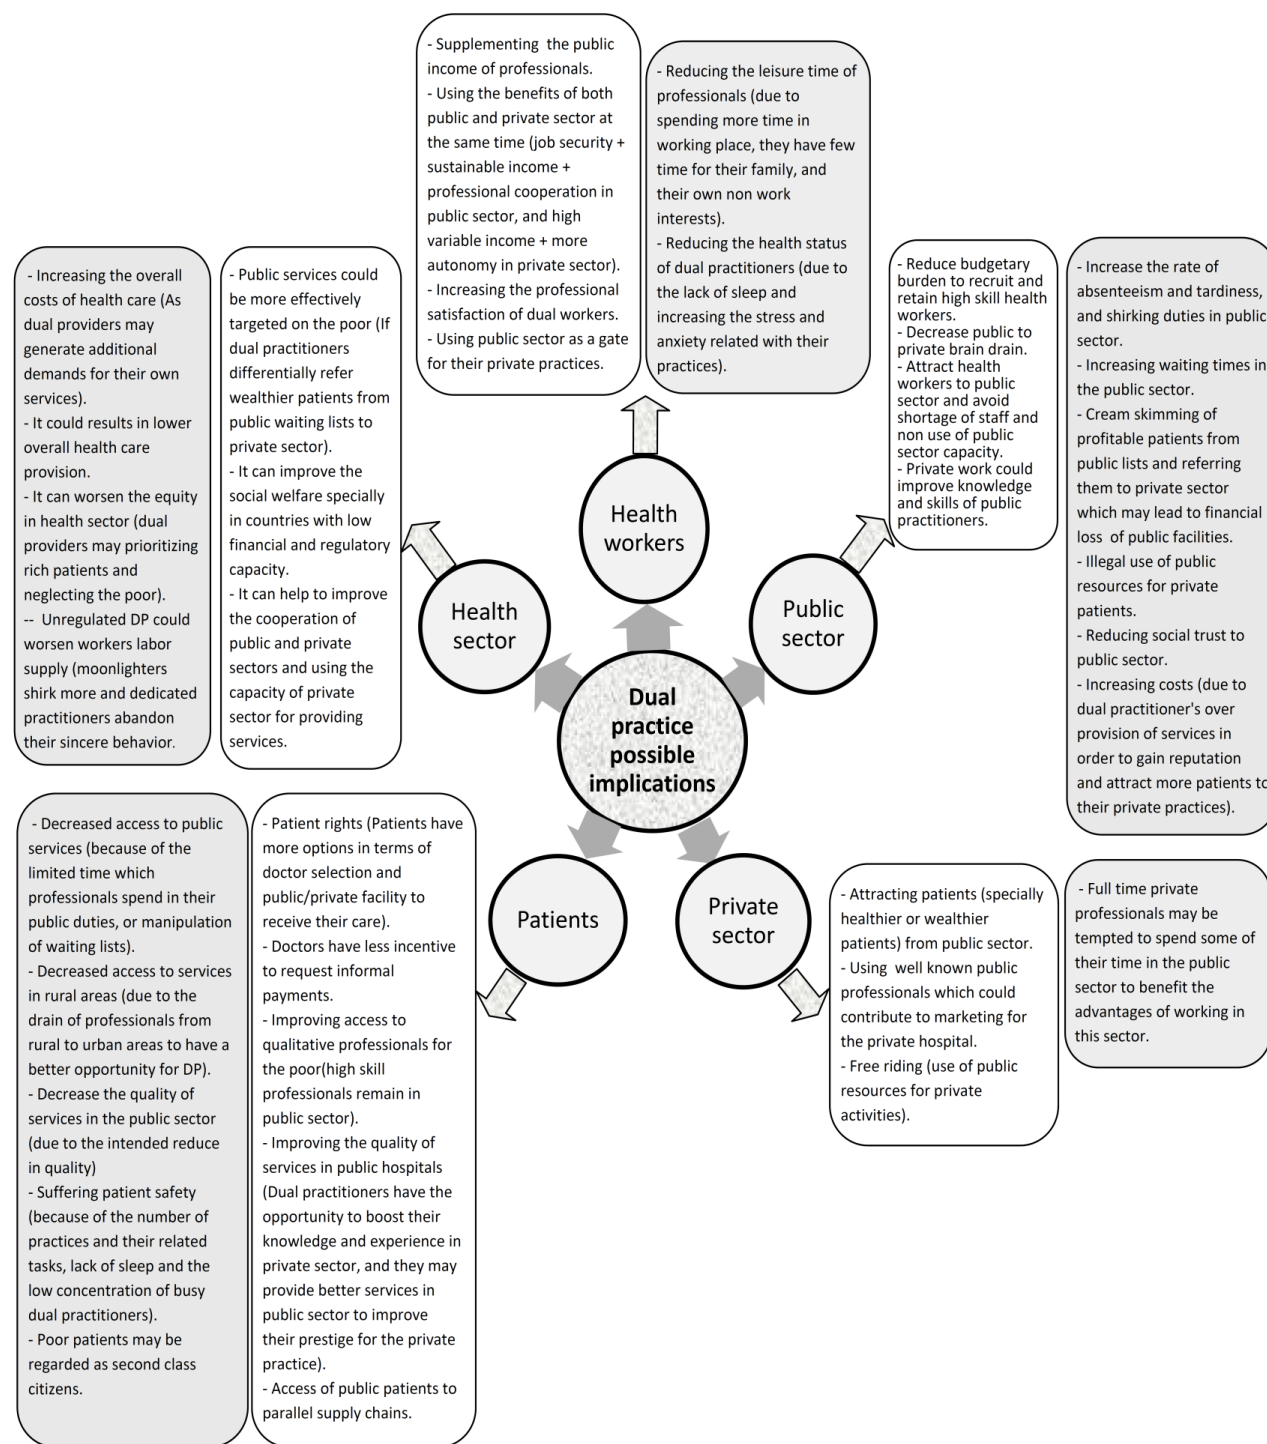 - Supplementing the public
income of professionals.
- Using the benefits of both
public and private sector at
the same time (job security +
sustainable income +
professional cooperation in
public sector, and high
variable income + more
autonomy in private sector).
- Increasing the professional
satisfaction of dual workers.
- Using public sector as a gate
for their private practices.
- Reducing the leisure time of
professionals (due to
spending more time in
working place, they have few
time for their family, and
their own non work
interests).
- Reducing the health status
of dual practitioners (due to
the lack of sleep and
increasing the stress and
anxiety related with their
practices).
- Increasing the overall
costs of health care (As
dual providers may
generate additional
demands for their own
services).
- It could results in lower
overall health care
provision.
- It can worsen the equity
in health sector (dual
providers may prioritizing
rich patients and
neglecting the poor).
-- Unregulated DP could
worsen workers labor
supply (moonlighters
shirk more and dedicated
practitioners abandon
their sincere behavior.
- Public services could
be more effectively
targeted on the poor (If
dual practitioners
differentially refer
wealthier patients from
public waiting lists to
private sector).
- It can improve the
social welfare specially
in countries with low
financial and regulatory
capacity.
- It can help to improve
the cooperation of
public and private
sectors and using the
capacity of private
sector for providing
services.
- Reduce budgetary
burden to recruit and
retain high skill health
workers.
- Decrease public to
private brain drain.
- Attract health
workers to public
sector and avoid
shortage of staff and
non use of public
sector capacity.
- Private work could
improve knowledge
and skills of public
practitioners.
- Increase the rate of
absenteeism and tardiness,
and shirking duties in public
sector.
- Increasing waiting times in
the public sector.
- Cream skimming of
profitable patients from
public lists and referring
them to private sector
which may lead to financial
loss of public facilities.
- Illegal use of public
resources for private
patients.
- Reducing social trust to
public sector.
- Increasing costs (due to
dual practitioner's over
provision of services in
order to gain reputation
and attract more patients to
their private practices).
Health
workers
Health
sector
Public
sector
Dual
practice
possible
implications
Patients
Private
sector
- Decreased access to public
services (because of the
limited time which
professionals spend in their
public duties, or manipulation
of waiting lists).
- Decreased access to services
in rural areas (due to the
drain of professionals from
rural to urban areas to have a
better opportunity for DP).
- Decrease the quality of
services in the public sector
(due to the intended reduce
in quality)
- Suffering patient safety
(because of the number of
practices and their related
tasks, lack of sleep and the
low concentration of busy
dual practitioners).
- Poor patients may be
regarded as second class
citizens.
- Patient rights (Patients have
more options in terms of
doctor selection and
public/private facility to
receive their care).
- Doctors have less incentive
to request informal
payments.
- Improving access to
qualitative professionals for
the poor(high skill
professionals remain in
public sector).
- Improving the quality of
services in public hospitals
(Dual practitioners have the
opportunity to boost their
knowledge and experience in
private sector, and they may
provide better services in
public sector to improve
their prestige for the private
practice).
- Access of public patients to
parallel supply chains.
- Attracting patients (specially
healthier or wealthier
patients) from public sector.
- Using well known public
professionals which could
contribute to marketing for
the private hospital.
- Free riding (use of public
resources for private
activities).
- Full time private
professionals may be
tempted to spend some of
their time in the public
sector to benefit the
advantages of working in
this sector.